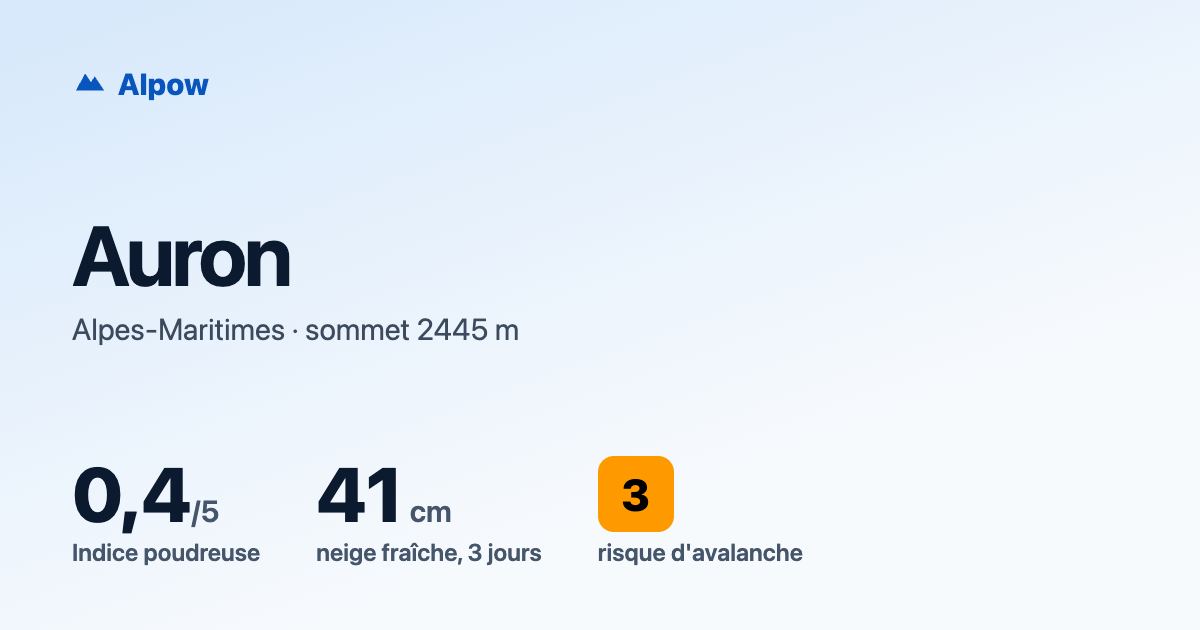 Alpow
Auron
Alpes-Maritimes · sommet 2445 m
0,4/5
Indice poudreuse
41 cm
neige fraîche, 3 jours
3
risque d'avalanche